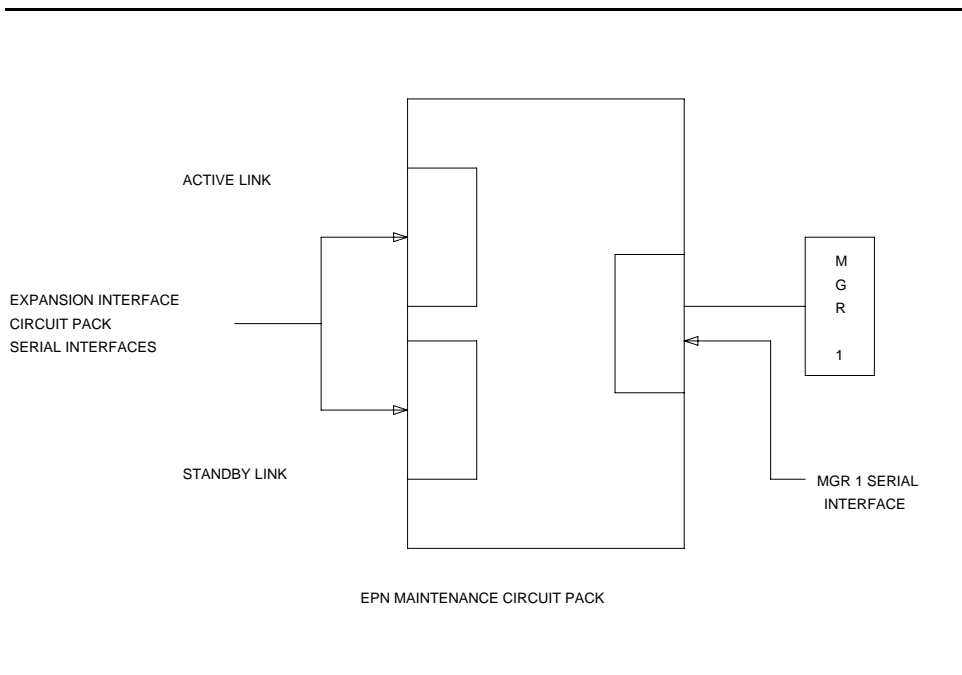 ACTIVE LINK
EXPANSION INTERFACE
CIRCUIT PACK
SERIAL INTERFACES
STANDBY LINK
M
G
R
1
MGR 1 SERIAL
INTERFACE
EPN MAINTENANCE CIRCUIT PACK